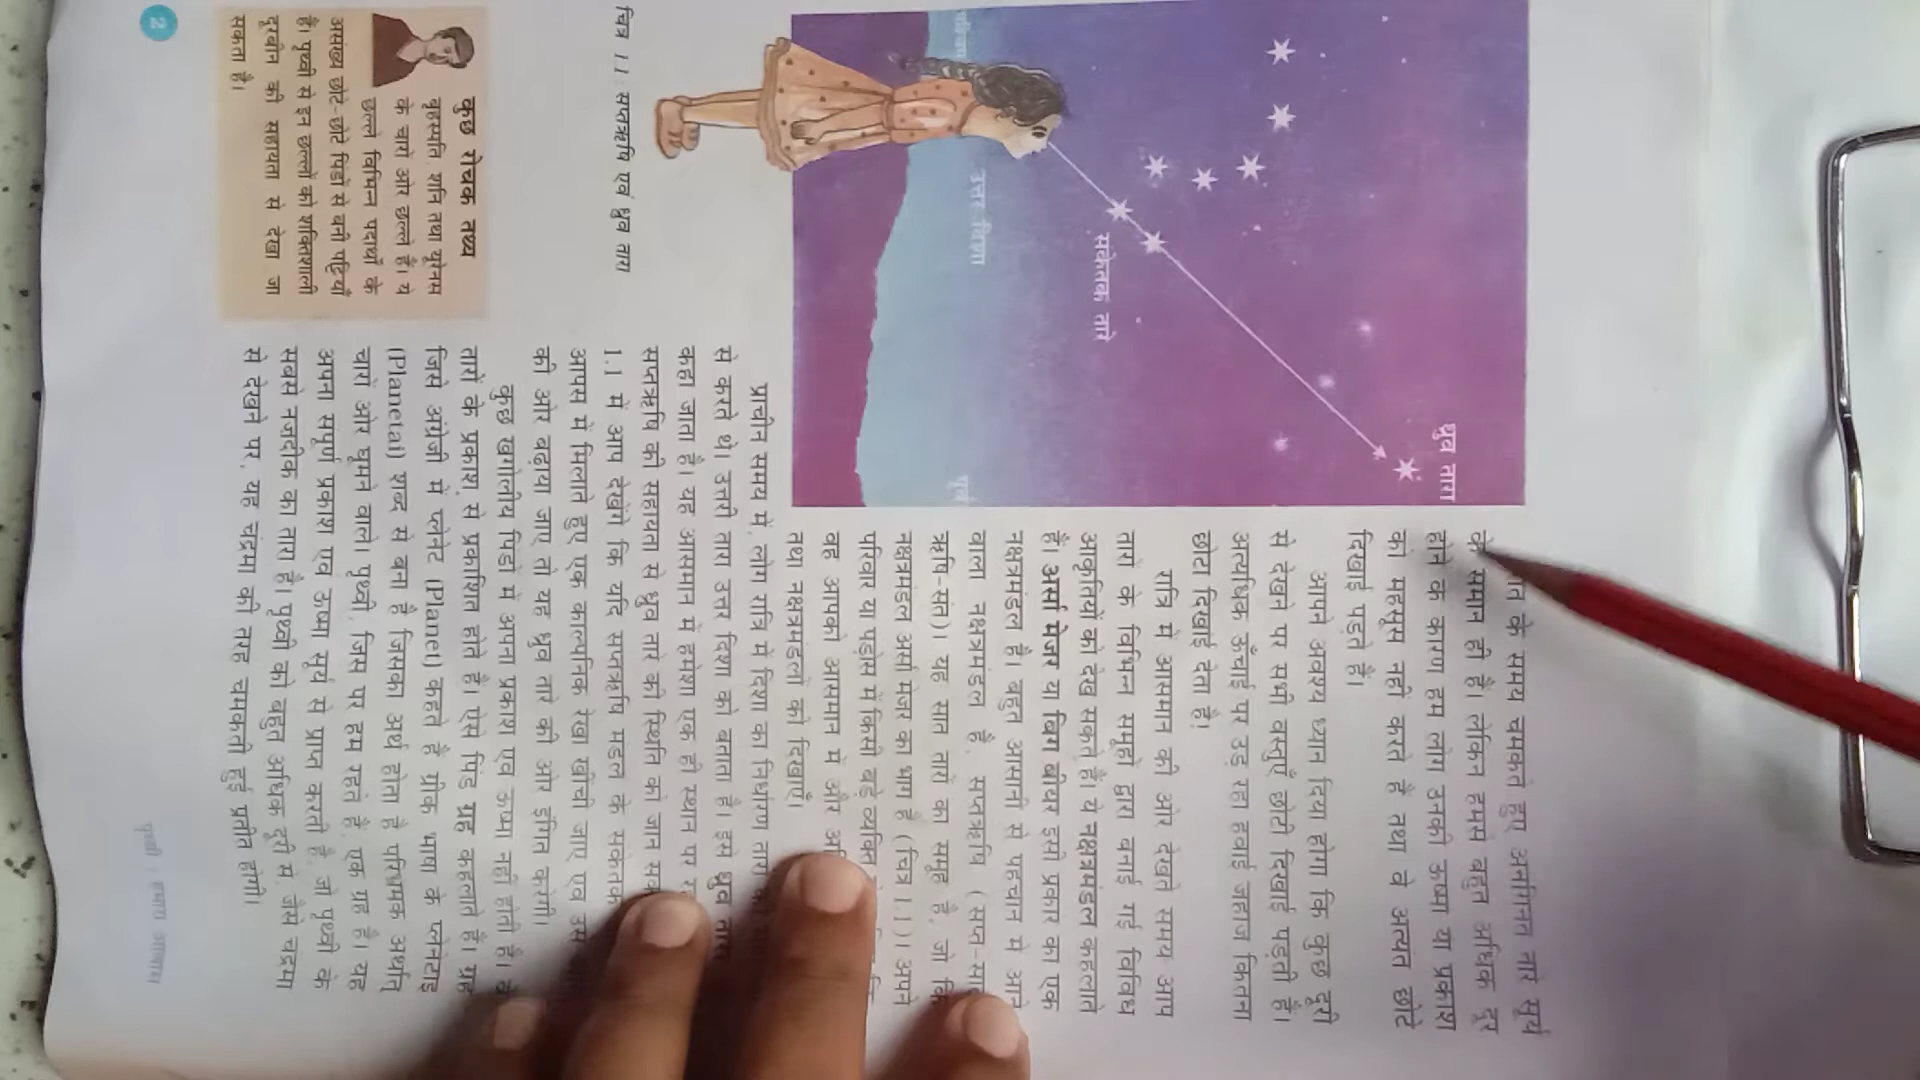 ध्रुव तारा
संकेतक तारे
उत्तर दिशा
चित्र 1.1 : सप्तऋषि एवं ध्रुव तारा
के समय चमकते हुए अनगिनत तारे सूर्य
के समान ही हैं। लेकिन हमसे बहुत अधिक दूर
होने के कारण हम लोग उनकी ऊष्मा या प्रकाश
को महसूस नहीं करते हैं तथा वे अत्यंत छोटे
दिखाई पड़ते हैं।
आपने अवश्य ध्यान दिया होगा कि कुछ दूरी
से देखने पर सभी वस्तुएँ छोटी दिखाई पड़ती हैं।
अत्यधिक ऊँचाई पर उड़ रहा हवाई जहाज कितना
छोटा दिखाई देता है!
रात्रि में आसमान की ओर देखते समय आप
तारों के विभिन्न समूहों द्वारा बनाई गई विविध
आकृतियों को देख सकते हैं। ये नक्षत्रमंडल कहलाते
हैं। अर्सा मेजर या बिग बीयर इसी प्रकार का एक
नक्षत्रमंडल है। बहुत आसानी से पहचान में आने
वाला नक्षत्रमंडल है, सप्तऋषि (सप्त-सात,
ऋषि-संत)। यह सात तारों का समूह है, जो कि
नक्षत्रमंडल अर्सा मेजर का भाग है (चित्र 1.1)। अपने
परिवार या पड़ोस में किसी बड़े व्यक्ति
वह आपको आसमान में और
तथा नक्षत्रमंडलों को दिखाएँ।
प्राचीन समय में, लोग रात्रि में दिशा का निर्धारण तारों
से करते थे। उत्तरी तारा उत्तर दिशा को बताता है। इसे ध्रुव तारा
कहा जाता है। यह आसमान में हमेशा एक ही स्थान पर
सप्तऋषि की सहायता से ध्रुव तारे की स्थिति को जान
1.1 में आप देखेंगे कि यदि सप्तऋषि मंडल के संकेतक
आपस में मिलाते हुए एक काल्पनिक रेखा खींची जाए एवं उसे
की ओर बढ़ाया जाए तो यह ध्रुव तारे की ओर इंगित करेगी।
कुछ खगोलीय पिंडों में अपना प्रकाश एवं ऊष्मा नहीं होती है।
तारों के प्रकाश से प्रकाशित होते हैं। ऐसे पिंड ग्रह कहलाते हैं। ग्रह
जिसे अंग्रेजी में प्लेनेट (Planet) कहते हैं ग्रीक भाषा के प्लेनेटाइ
(Planetai) शब्द से बना है जिसका अर्थ होता है परिभ्रमक अर्थात्
चारों ओर घूमने वाले। पृथ्वी, जिस पर हम रहते हैं, एक ग्रह है। यह
अपना संपूर्ण प्रकाश एवं ऊष्मा सूर्य से प्राप्त करती है, जो पृथ्वी के
सबसे नजदीक का तारा है। पृथ्वी को बहुत अधिक दूरी से, जैसे चंद्रमा
से देखने पर, यह चंद्रमा की तरह चमकती हुई प्रतीत होगी।
कुछ रोचक तथ्य
बृहस्पति, शनि तथा यूरेनस
के चारों ओर छल्ले हैं। ये
छल्ले विभिन्न पदार्थों के
असंख्य छोटे-छोटे पिंडों से बनी पट्टियाँ
हैं। पृथ्वी से इन छल्लों को शक्तिशाली
दूरबीन की सहायता से देखा जा
सकता है।
2
पृथ्वी : हमारा आवास